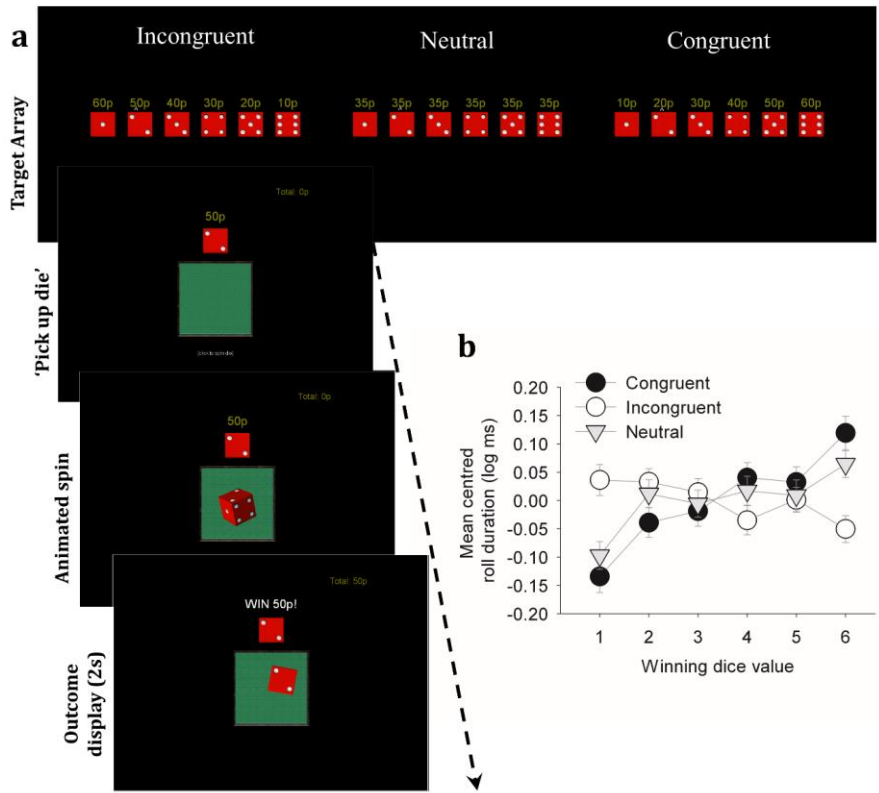 a
Incongruent Neutral Congruent
Target Array
60p 50p 40p 30p 20p 10p 35p 35p 35p 35p 35p 35p 10p 20p 30p 40p 50p 60p
'Pick up die'
Total: 0p
50p
Animated spin
Total: 0p
50p
Outcome
display (2s)
Total: 50p
WIN 50p!
b
Congruent
Incongruent
Neutral
Mean centred
roll duration (log ms)
0.20
0.15
0.10
0.05
0.00
-0.05
-0.10
-0.15
-0.20
1 2 3 4 5 6
Winning dice value